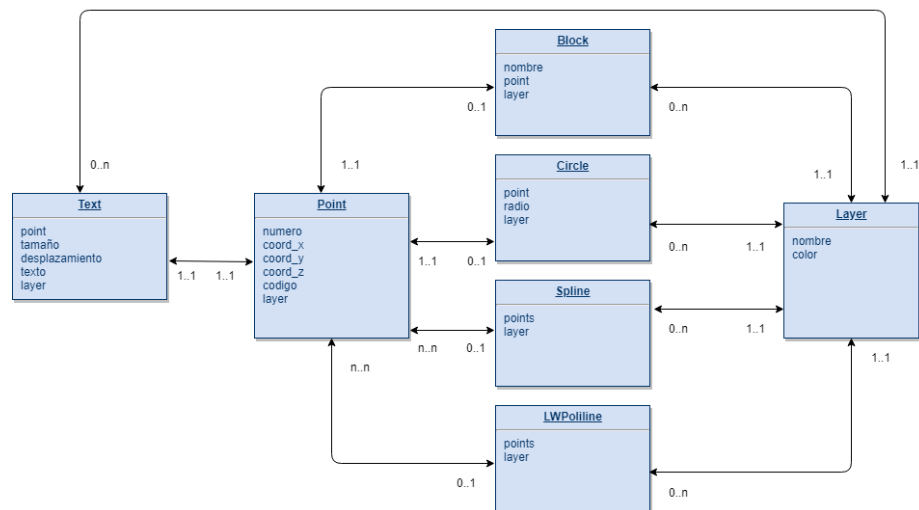 Block
nombre
point
layer
0..1
0..n
1..1
0..n
1..1
1..1
Circle
point
radio
layer
Text
point
tamaño
desplazamiento
texto
layer
Point
numero
coord_x
coord_y
coord_z
codigo
layer
Layer
nombre
color
1..1
1..1
1..1
0..1
0..n
1..1
Spline
points
layer
n..n
0..1
0..n
1..1
n..n
1..1
LWPoliline
points
layer
0..1
0..n